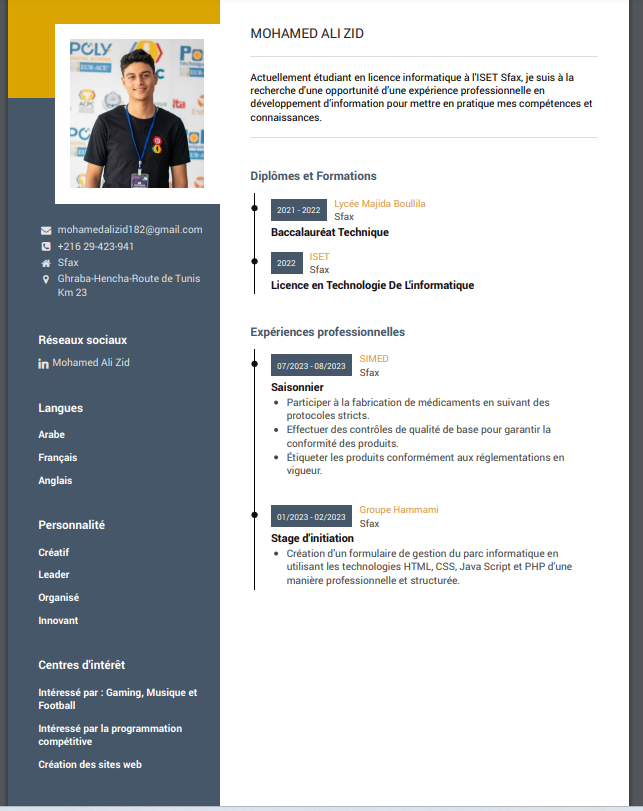 POLY
EUR-ACE
ACPC
ita
mohamedalizid182@gmail.com
+216 29-423-941
Sfax
Ghraba-Hencha-Route de Tunis
Km 23
Réseaux sociaux
in Mohamed Ali Zid
Langues
Arabe
Français
Anglais
Personnalité
Créatif
Leader
Organisé
Innovant
Centres d'intérêt
Intéressé par : Gaming, Musique et
Football
Intéressé par la programmation
compétitive
Création des sites web
MOHAMED ALI ZID
Actuellement étudiant en licence informatique à l'ISET Sfax, je suis à la
recherche d'une opportunité d'une expérience professionnelle en
développement d'information pour mettre en pratique mes compétences et
connaissances.
Diplômes et Formations
2021 - 2022 Lycée Majida Boullila
Sfax
Baccalauréat Technique
2022 ISET
Sfax
Licence en Technologie De L'informatique
Expériences professionnelles
07/2023 - 08/2023 SIMED
Sfax
Saisonnier
Participer à la fabrication de médicaments en suivant des
protocoles stricts.
Effectuer des contrôles de qualité de base pour garantir la
conformité des produits.
Étiqueter les produits conformément aux réglementations en
vigueur.
01/2023 - 02/2023 Groupe Hammami
Sfax
Stage d'initiation
Création d'un formulaire de gestion du parc informatique en
utilisant les technologies HTML, CSS, Java Script et PHP d'une
manière professionnelle et structurée.